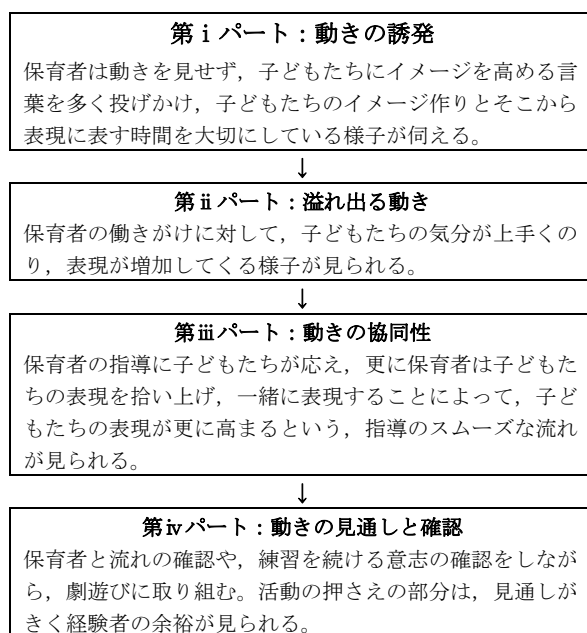 第ⅰパート：動きの誘発
保育者は動きを見せず，子どもたちにイメージを高める言
葉を多く投げかけ，子どもたちのイメージ作りとそこから
表現に表す時間を大切にしている様子が伺える。
↓
第ⅱパート：溢れ出る動き
保育者の働きがけに対して，子どもたちの気分が上手くの
り，表現が増加してくる様子が見られる。
↓
第ⅲパート：動きの協同性
保育者の指導に子どもたちが応え，更に保育者は子どもた
ちの表現を拾い上げ，一緒に表現することによって，子ど
もたちの表現が更に高まるという，指導のスムーズな流れ
が見られる。
↓
第ⅳパート：動きの見通しと確認
保育者と流れの確認や，練習を続ける意志の確認をしなが
ら，劇遊びに取り組む。活動の押さえの部分は，見通しが
きく経験者の余裕が見られる。